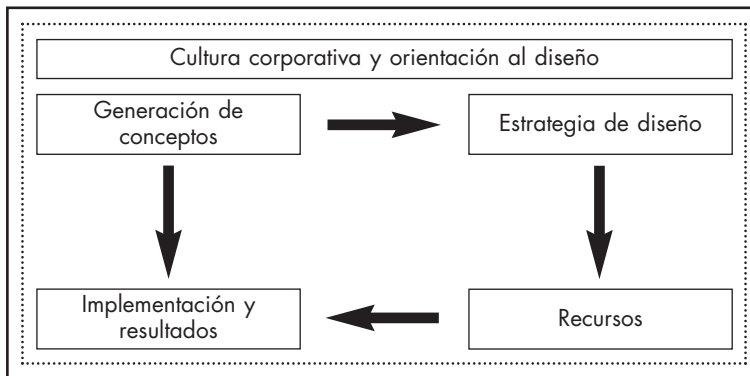 Cultura corporativa y orientación al diseño
Generación de
conceptos
Estrategia de diseño
Implementación y
resultados
Recursos